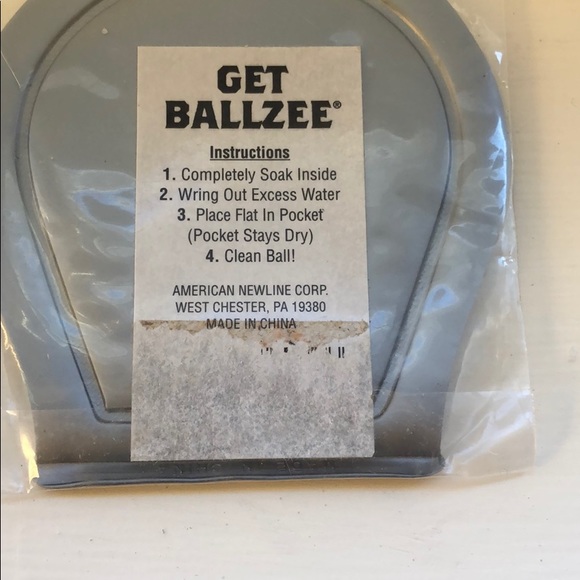 GET
BALLZEE®
Instructions
1. Completely Soak Inside
2. Wring Out Excess Water
3. Place Flat In Pocket
(Pocket Stays Dry)
4. Clean Ball!
AMERICAN NEWLINE CORP.
WEST CHESTER, PA 19380
MADE IN CHINA